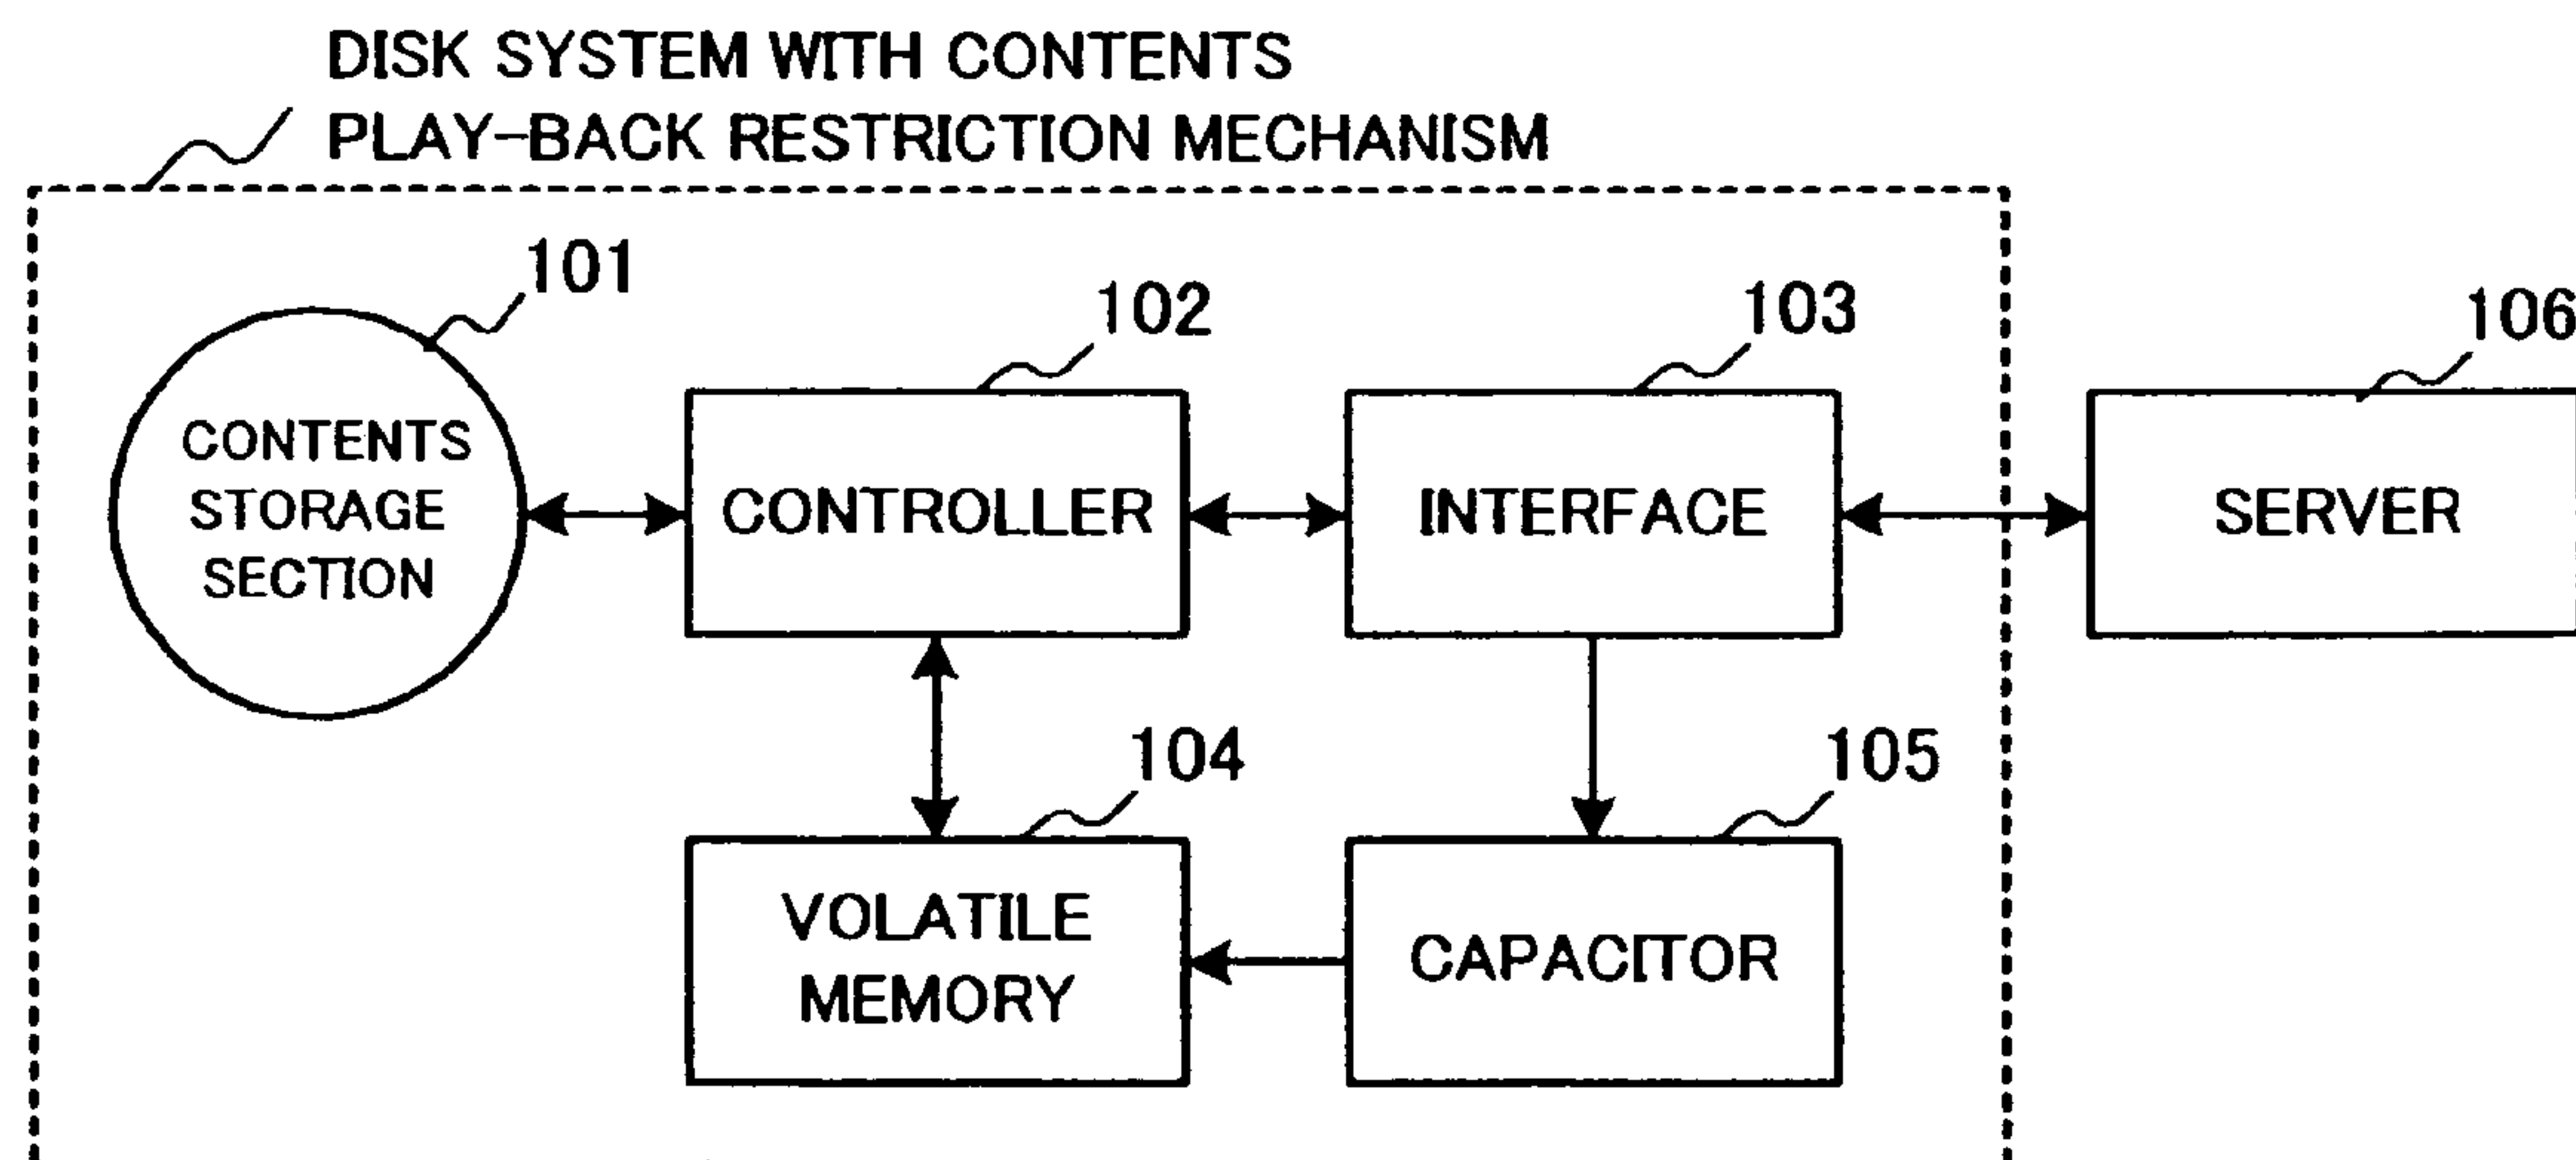 DISK SYSTEM WITH CONTENTS
PLAY-BACK RESTRICTION MECHANISM
101
102
103
106
CONTENTS
STORAGE
SECTION
CONTROLLER
INTERFACE
SERVER
104
105
VOLATILE
MEMORY
CAPACITOR